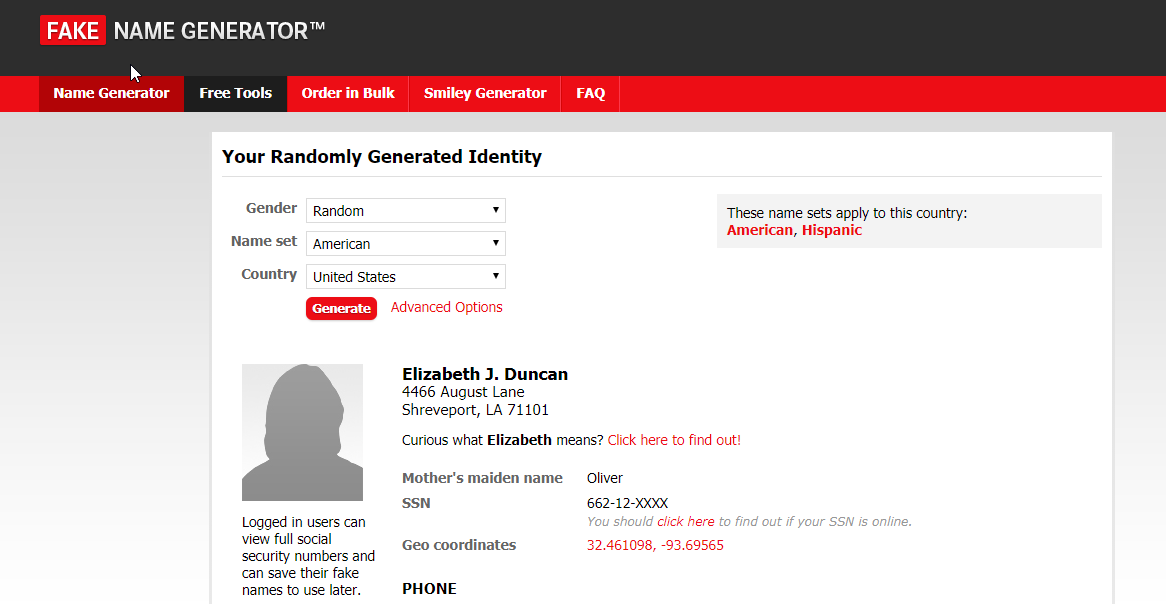 FAKE NAME GENERATOR™
Name Generator Free Tools Order in Bulk Smiley Generator FAQ
Your Randomly Generated Identity
Gender Random
Name set American
Country United States
Generate Advanced Options
These name sets apply to this country:
American, Hispanic
Elizabeth J. Duncan
4466 August Lane
Shreveport, LA 71101
Curious what Elizabeth means? Click here to find out!
Mother's maiden name Oliver
SSN 662-12-XXXX
You should click here to find out if your SSN is online.
Geo coordinates 32.461098, -93.69565
PHONE
Logged in users can
view full social
security numbers and
can save their fake
names to use later.